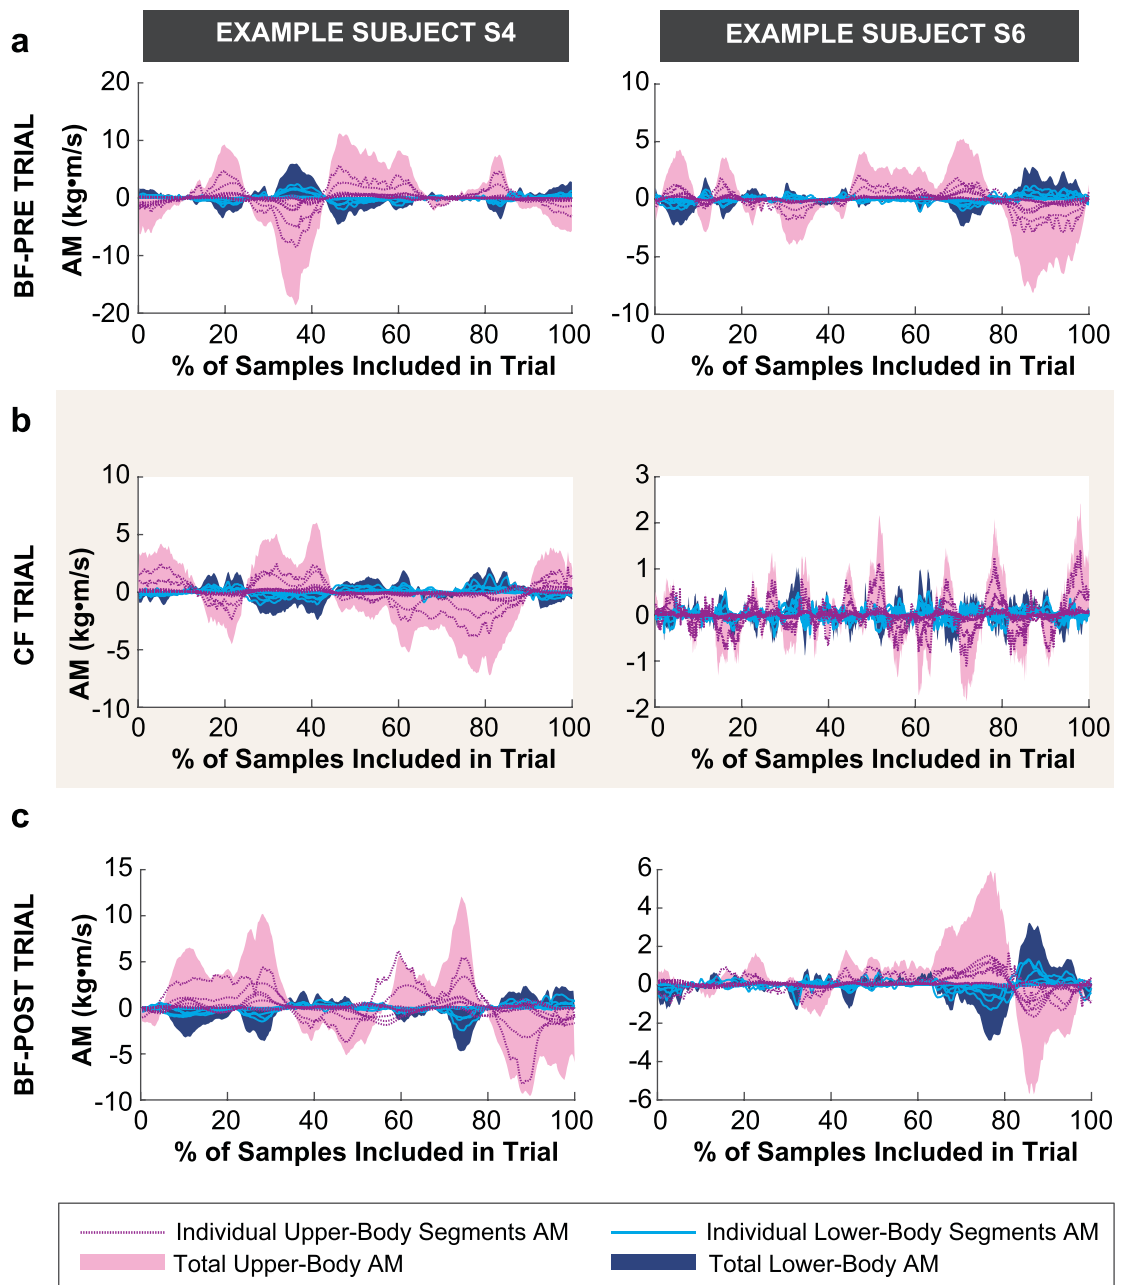 a
EXAMPLE SUBJECT S4
EXAMPLE SUBJECT S6
BF-PRE TRIAL
AM (kg•m/s)
20
10
0
-10
-20
0 20 40 60 80 100
% of Samples Included in Trial
10
5
0
-5
-10
0 20 40 60 80 100
% of Samples Included in Trial
b
CF TRIAL
AM (kg•m/s)
10
5
0
-5
-10
0 20 40 60 80 100
% of Samples Included in Trial
3
2
1
0
-1
-2
0 20 40 60 80 100
% of Samples Included in Trial
c
BF-POST TRIAL
AM (kg•m/s)
15
10
5
0
-5
-10
0 20 40 60 80 100
% of Samples Included in Trial
6
4
2
0
-2
-4
-6
0 20 40 60 80 100
% of Samples Included in Trial
Individual Upper-Body Segments AM
Individual Lower-Body Segments AM
Total Upper-Body AM
Total Lower-Body AM